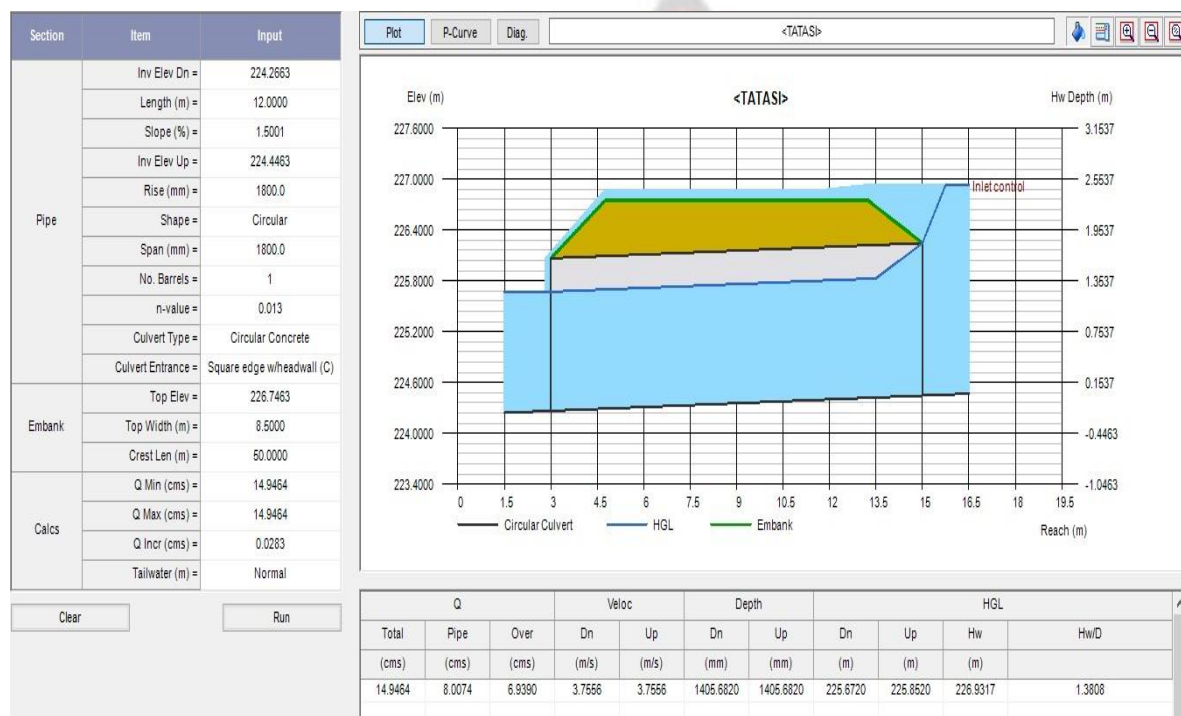 Section Item Input
Pipe
Inv Elev Dn = 224.2663
Length (m) = 12.0000
Slope (%) = 1.5001
Inv Elev Up = 224.4463
Rise (mm) = 1800.0
Shape = Circular
Span (mm) = 1800.0
No. Barrels = 1
n-value = 0.013
Culvert Type = Circular Concrete
Culvert Entrance = Square edge w/headwall (C)
Embank
Top Elev = 226.7463
Top Width (m) = 8.5000
Crest Len (m) = 50.0000
Calcs
Q Min (cms) = 14.9464
Q Max (cms) = 14.9464
Q Incr (cms) = 0.0283
Tailwater (m) = Normal
Clear Run
Plot P-Curve Diag. <TATASI>
Elev (m) <TATASI> Hw Depth (m)
227.6000 3.1537
227.0000 2.5537
Inlet control
226.4000 1.9537
225.8000 1.3537
225.2000 0.7537
224.6000 0.1537
224.0000 -0.4463
223.4000 -1.0463
0 1.5 3 4.5 6 7.5 9 10.5 12 13.5 15 16.5 18 19.5
Circular Culvert HGL Embank
Reach (m)
Q Veloc Depth HGL
Total Pipe Over Dn Up Dn Up Dn Up Hw Hw/D
(cms) (cms) (cms) (m/s) (m/s) (mm) (mm) (m) (m) (m)
14.9464 8.0074 6.9390 3.7556 3.7556 1405.6820 1405.6820 225.6720 225.8520 226.9317 1.3808